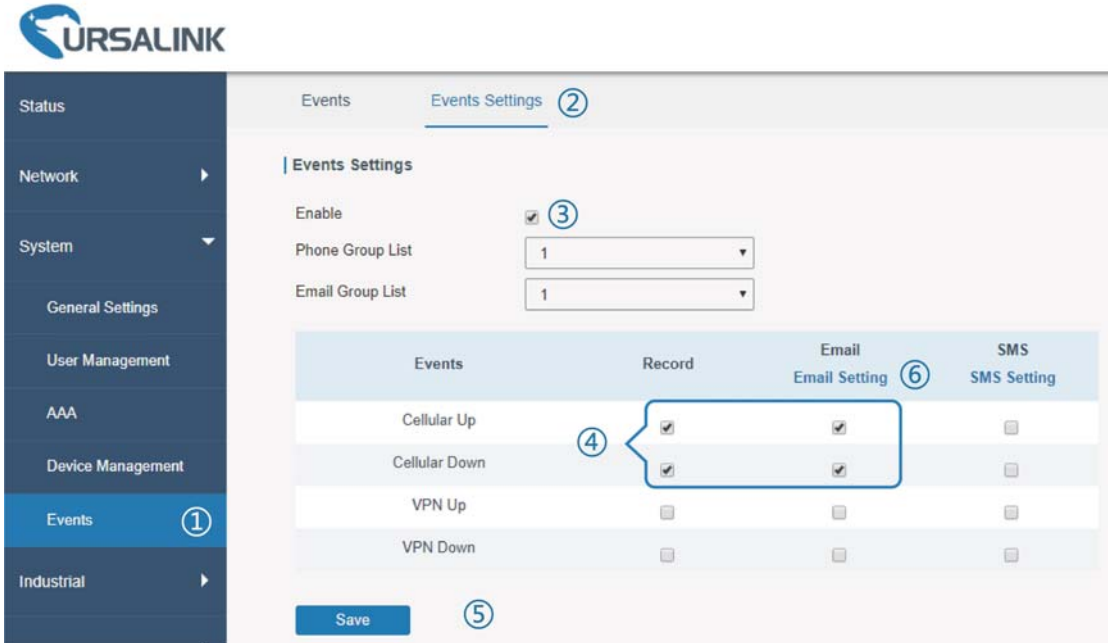 URSALINK
Status
Network
System
General Settings
User Management
AAA
Device Management
Events ①
Industrial
Events Events Settings ②
Events Settings
Enable ③
Phone Group List 1
Email Group List 1
Events Record Email SMS
Email Setting ⑥ SMS Setting
Cellular Up
④
Cellular Down
VPN Up
VPN Down
Save ⑤